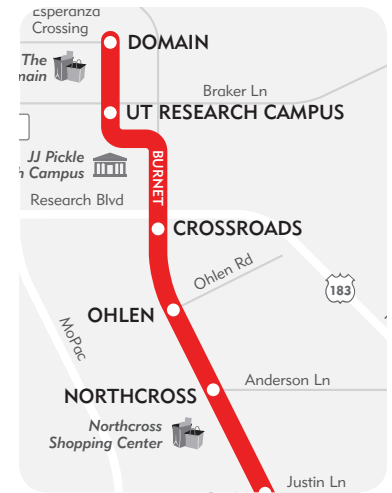 Esperanza
Crossing
DOMAIN
The
main
Braker Ln
UT RESEARCH CAMPUS
JJ Pickle
h Campus
BURNET
Research Blvd
CROSSROADS
Ohlen Rd
183
OHLEN
MoPac
Anderson Ln
NORTHCROSS
Northcross
Shopping Center
Justin Ln